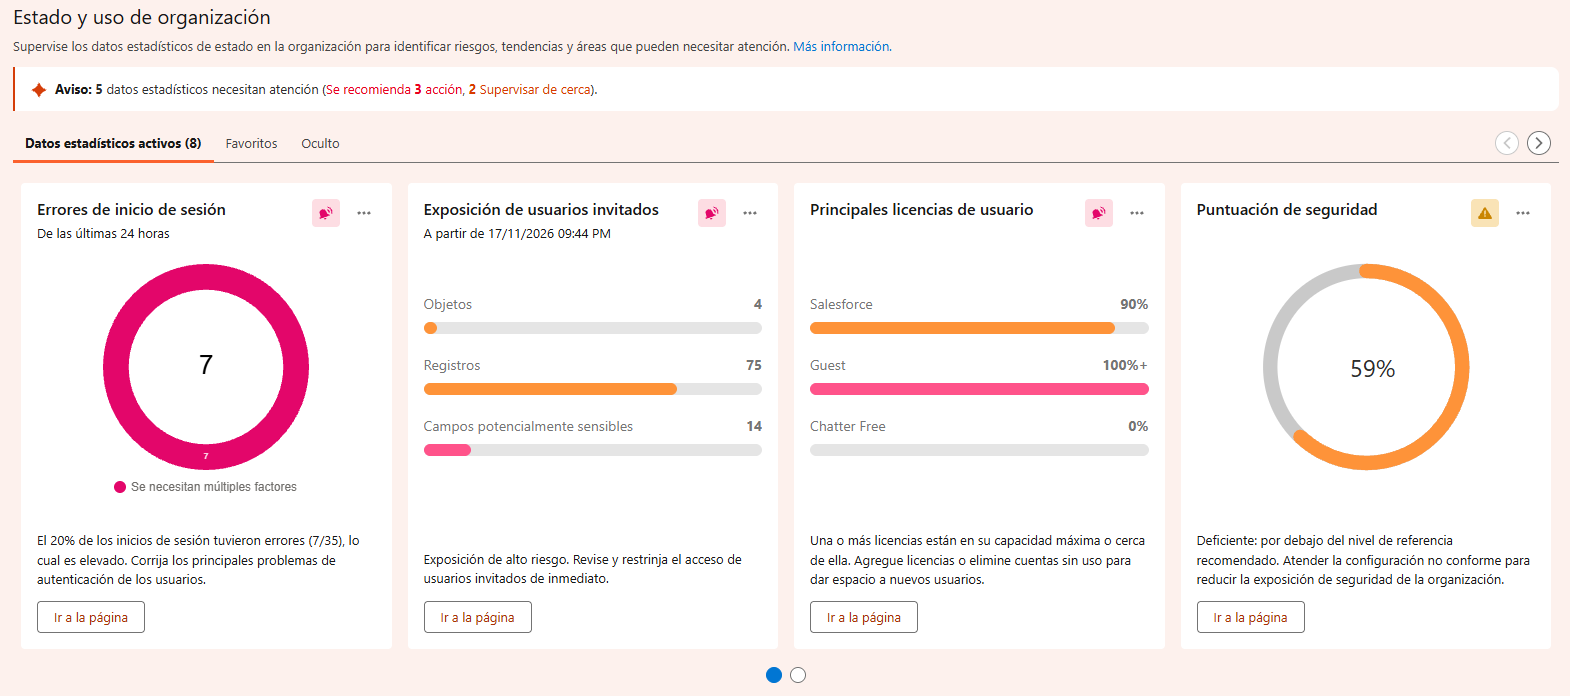 Estado y uso de organización
Supervise los datos estadísticos de estado en la organización para identificar riesgos, tendencias y áreas que pueden necesitar atención. Más información.
Aviso: 5 datos estadísticos necesitan atención (Se recomienda 3 acción, 2 Supervisar de cerca).
Datos estadísticos activos (8) Favoritos Oculto
Errores de inicio de sesión
De las últimas 24 horas
7
7
Se necesitan múltiples factores
El 20% de los inicios de sesión tuvieron errores (7/35), lo
cual es elevado. Corrija los principales problemas de
autenticación de los usuarios.
Ir a la página
Exposición de usuarios invitados
A partir de 17/11/2026 09:44 PM
Objetos 4
Registros 75
Campos potencialmente sensibles 14
Exposición de alto riesgo. Revise y restrinja el acceso de
usuarios invitados de inmediato.
Ir a la página
Principales licencias de usuario
Salesforce 90%
Guest 100%+
Chatter Free 0%
Una o más licencias están en su capacidad máxima o cerca
de ella. Agregue licencias o elimine cuentas sin uso para
dar espacio a nuevos usuarios.
Ir a la página
Puntuación de seguridad
59%
Deficiente: por debajo del nivel de referencia
recomendado. Atender la configuración no conforme para
reducir la exposición de seguridad de la organización.
Ir a la página